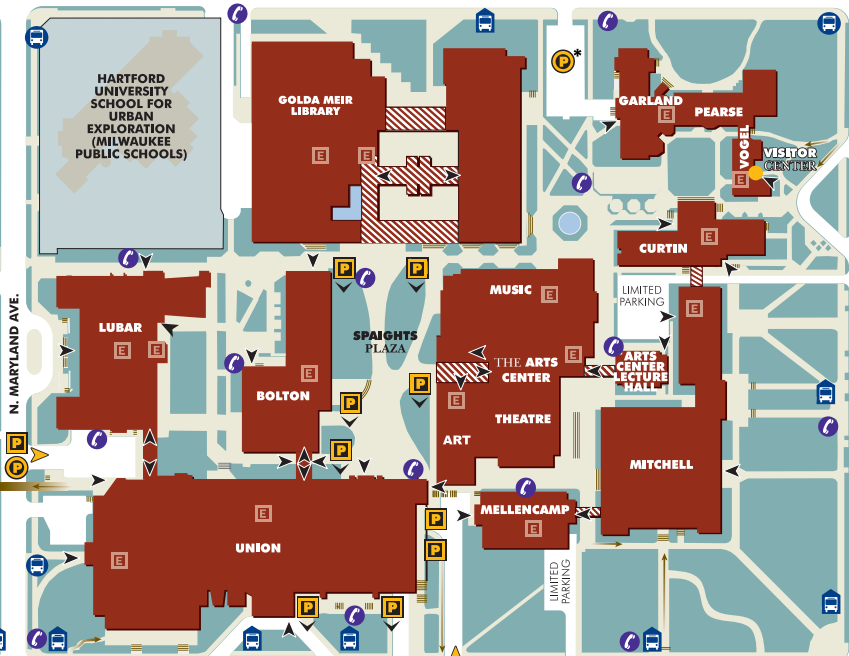 HARTFORD
UNIVERSITY
SCHOOL FOR
URBAN
EXPLORATION
(MILWAUKEE
PUBLIC SCHOOLS)
GOLDA MEIR
LIBRARY
E
E
P
*
GARLAND
E
PEARSE
VOGEL
E
VISITOR
CENTER
CURTIN
E
N. MARYLAND AVE.
LUBAR
E
E
BOLTON
E
P
P
SPAIGHTS
PLAZA
P
P
P
MUSIC
E
E
THE ARTS
CENTER
E
THEATRE
ART
LIMITED
PARKING
E
ARTS
CENTER
LECTURE
HALL
MITCHELL
P
P
UNION
E
E
P
P
P
P
MELLENCAMP
E
LIMITED
PARKING